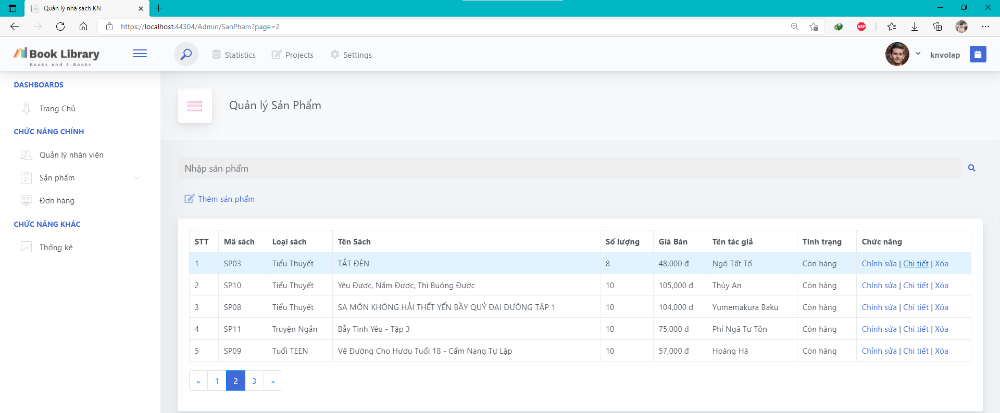 Quản lý nhà sách KN
https://localhost:44304/Admin/SanPham?page=2
ABP
Book Library
Books and E-Books
Statistics
Projects
Settings
knvolap
DASHBOARDS
Trang Chủ
CHỨC NĂNG CHÍNH
Quản lý nhân viên
Sản phẩm
Đơn hàng
CHỨC NĂNG KHÁC
Thống kê
Quản lý Sản Phẩm
Nhập sản phẩm
Thêm sản phẩm
STT Mã sách Loại sách Tên Sách Số lượng Giá Bán Tên tác giả Tình trạng Chức năng
1 SP03 Tiểu Thuyết TẮT ĐÈN 8 48,000 đ Ngô Tất Tố Còn hàng Chỉnh sửa | Chi tiết | Xóa
2 SP10 Tiểu Thuyết Yêu Được, Nắm Được, Thì Buông Được 10 105,000 đ Thủy An Còn hàng Chỉnh sửa | Chi tiết | Xóa
3 SP08 Tiểu Thuyết SA MÔN KHÔNG HẢI THẾT YẾN BẦY QUỶ ĐẠI ĐƯỜNG TẬP 1 10 104,000 đ Yumemakura Baku Còn hàng Chỉnh sửa | Chi tiết | Xóa
4 SP11 Truyện Ngắn Bẫy Tình Yêu - Tập 3 10 75,000 đ Phỉ Ngã Tư Tồn Còn hàng Chỉnh sửa | Chi tiết | Xóa
5 SP09 Tuổi TEEN Vẽ Đường Cho Hươu Tuổi 18 - Cẩm Nang Tự Lập 10 57,000 đ Hoàng Hà Còn hàng Chỉnh sửa | Chi tiết | Xóa
« 1 2 3 »